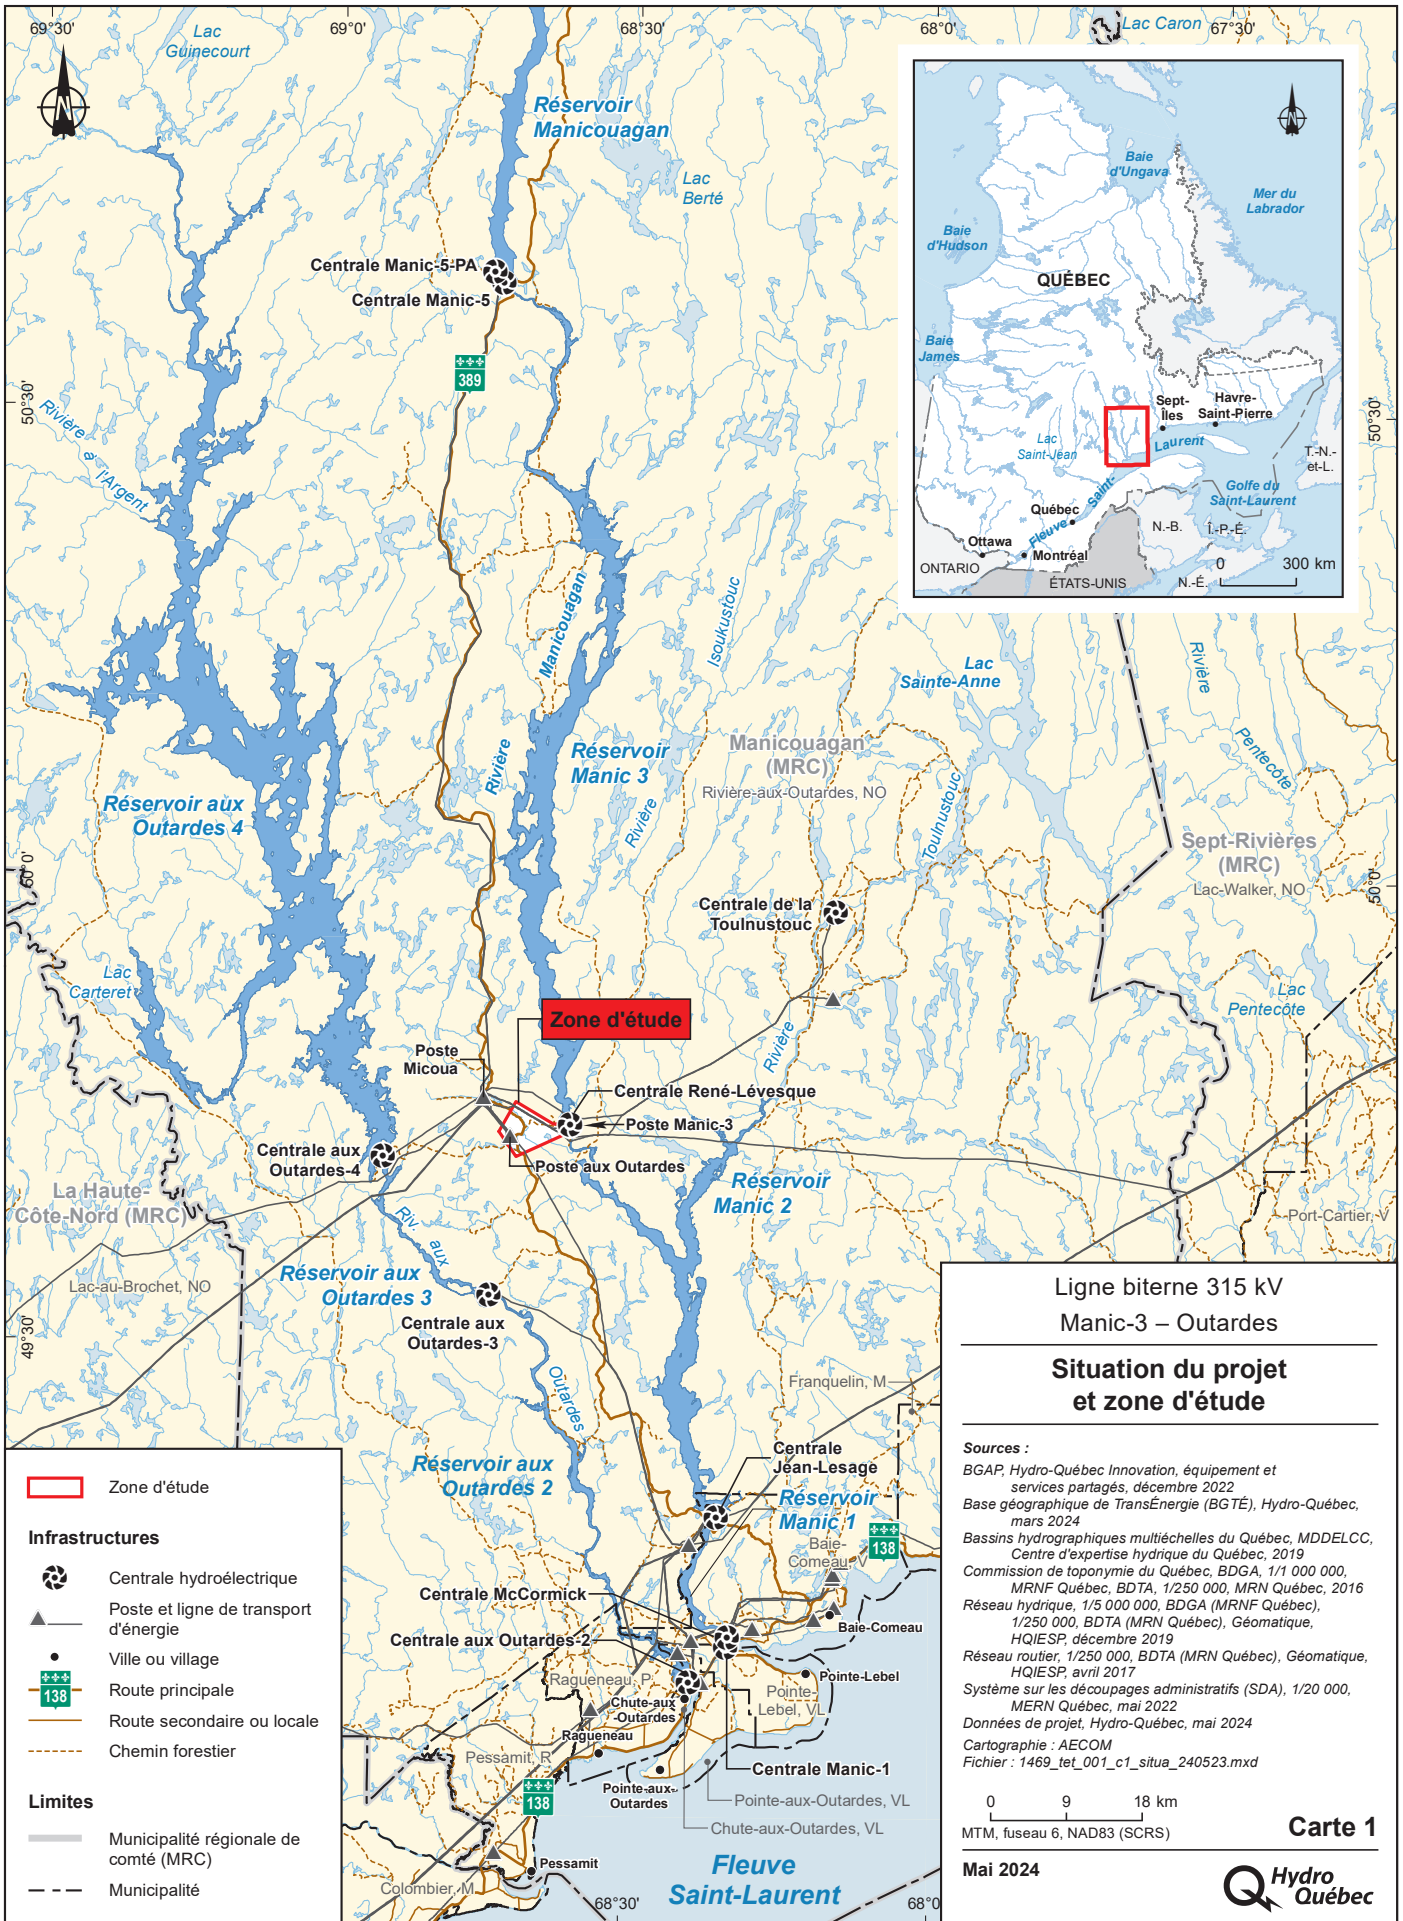 69°30'
69°0'
68°30'
68°0'
67°30'
Lac
Guinecourt
Lac Caron
N
Réservoir
Manicouagan
Lac
Berté
Centrale Manic-5-PA
Centrale Manic-5
389
50°30'
50°30'
Rivière à l'Argent
N
Baie
d'Ungava
Mer du
Labrador
Baie
d'Hudson
QUÉBEC
Baie
James
Sept-
Îles
Havre-
Saint-Pierre
Lac
Saint-Jean
Fleuve Saint-Laurent
Golfe du
Saint-Laurent
T.-N.-
et-L.
Québec
N.-B.
Î.-P.-É.
Ottawa
Montréal
ONTARIO
ÉTATS-UNIS
N.-É.
0 300 km
Rivière Manicouagan
Rivière Isoukustouc
Lac
Sainte-Anne
Rivière Pentecôte
Réservoir
Manic 3
Manicouagan
(MRC)
Rivière-aux-Outardes, NO
Réservoir aux
Outardes 4
Rivière Toulnustouc
Sept-Rivières
(MRC)
Lac-Walker, NO
50°0'
50°0'
Centrale de la
Toulnustouc
Lac
Carteret
Lac
Pentecôte
Zone d'étude
Poste
Micoua
Centrale René-Lévesque
Poste Manic-3
Centrale aux
Outardes-4
Poste aux Outardes
Réservoir
Manic 2
La Haute-
Côte-Nord (MRC)
Port-Cartier, V
Riv. aux Outardes
Lac-au-Brochet, NO
Réservoir aux
Outardes 3
Centrale aux
Outardes-3
49°30'
Franquelin, M
Réservoir aux
Outardes 2
Centrale
Jean-Lesage
Réservoir
Manic 1
138
Baie-
Comeau, V
Centrale McCormick
Baie-Comeau
Centrale aux Outardes-2
Ragueneau, P
Pointe-Lebel
Pointe-
Lebel, VL
Chute-aux
-Outardes
Ragueneau
Pessamit, R
Centrale Manic-1
Pointe-aux-
Outardes
138
Pointe-aux-Outardes, VL
Chute-aux-Outardes, VL
Pessamit
Colombier, M
Fleuve
Saint-Laurent
68°30'
68°0'
Zone d'étude
Infrastructures
Centrale hydroélectrique
Poste et ligne de transport
d'énergie
Ville ou village
138
Route principale
Route secondaire ou locale
Chemin forestier
Limites
Municipalité régionale de
comté (MRC)
Municipalité
Ligne biterne 315 kV
Manic-3 – Outardes
Situation du projet
et zone d'étude
Sources :
BGAP, Hydro-Québec Innovation, équipement et
services partagés, décembre 2022
Base géographique de TransÉnergie (BGTÉ), Hydro-Québec,
mars 2024
Bassins hydrographiques multiéchelles du Québec, MDDELCC,
Centre d'expertise hydrique du Québec, 2019
Commission de toponymie du Québec, BDGA, 1/1 000 000,
MRNF Québec, BDTA, 1/250 000, MRN Québec, 2016
Réseau hydrique, 1/5 000 000, BDGA (MRNF Québec),
1/250 000, BDTA (MRN Québec), Géomatique,
HQIESP, décembre 2019
Réseau routier, 1/250 000, BDTA (MRN Québec), Géomatique,
HQIESP, avril 2017
Système sur les découpages administratifs (SDA), 1/20 000,
MERN Québec, mai 2022
Données de projet, Hydro-Québec, mai 2024
Cartographie : AECOM
Fichier : 1469_tet_001_c1_situa_240523.mxd
0 9 18 km
MTM, fuseau 6, NAD83 (SCRS)
Carte 1
Mai 2024
Hydro
Québec